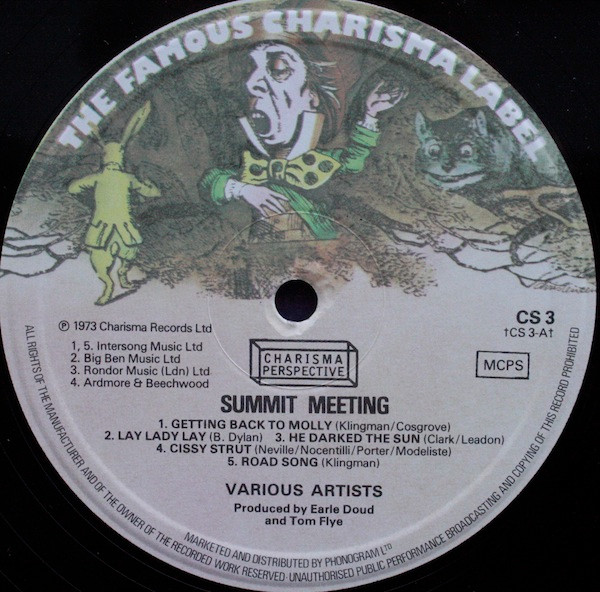 THE FAMOUS CHARISMA LABEL
℗ 1973 Charisma Records Ltd
1, 5. Intersong Music Ltd
2. Big Ben Music Ltd
3. Rondor Music (Ldn) Ltd
4. Ardmore & Beechwood
CHARISMA
PERSPECTIVE
CS 3
†CS 3-A†
MCPS
SUMMIT MEETING
1. GETTING BACK TO MOLLY (Klingman/Cosgrove)
2. LAY LADY LAY (B. Dylan) 3. HE DARKED THE SUN (Clark/Leadon)
4. CISSY STRUT (Neville/Nocentilli/Porter/Modeliste)
5. ROAD SONG (Klingman)
VARIOUS ARTISTS
Produced by Earle Doud
and Tom Flye
MARKETED AND DISTRIBUTED BY PHONOGRAM LTD
ALL RIGHTS OF THE MANUFACTURER AND OF THE OWNER OF THE RECORDED WORK RESERVED·UNAUTHORISED PUBLIC PERFORMANCE BROADCASTING AND COPYING OF THIS RECORD PROHIBITED